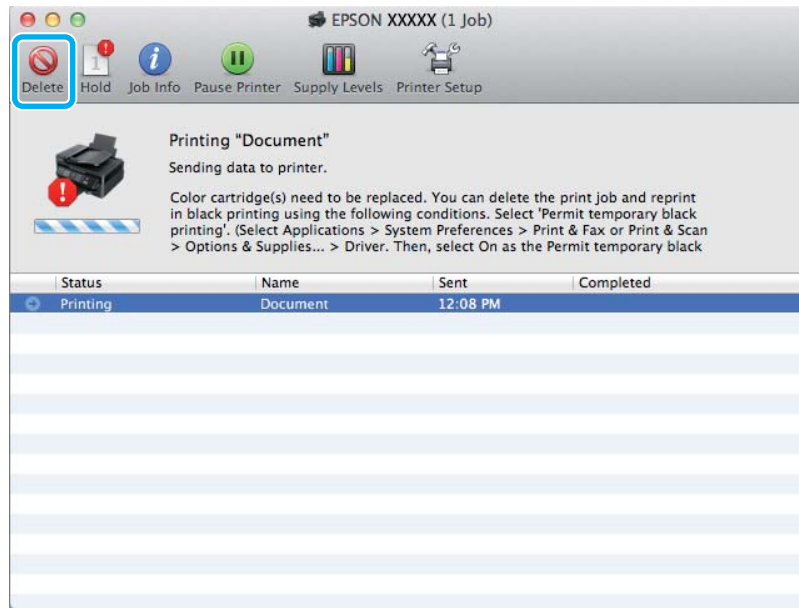 EPSON XXXXX (1 Job)
Delete Hold Job Info Pause Printer Supply Levels Printer Setup
Printing "Document"
Sending data to printer.
Color cartridge(s) need to be replaced. You can delete the print job and reprint
in black printing using the following conditions. Select 'Permit temporary black
printing'. (Select Applications > System Preferences > Print & Fax or Print & Scan
> Options & Supplies... > Driver. Then, select On as the Permit temporary black
Status Name Sent Completed
Printing Document 12:08 PM